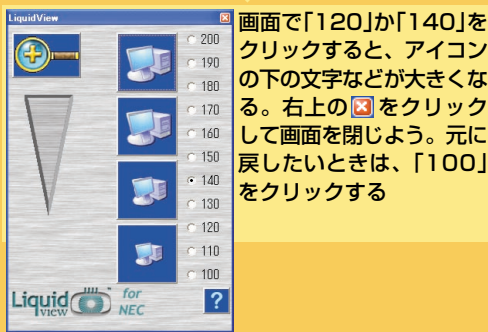 LiquidView
200
190
180
170
160
150
140
130
120
110
100
Liquid
view
for
NEC
?
画面で「120」か「140」を
クリックすると、アイコン
の下の文字などが大きくな
る。右上の☒をクリック
して画面を閉じよう。元に
戻したいときは、「100」
をクリックする